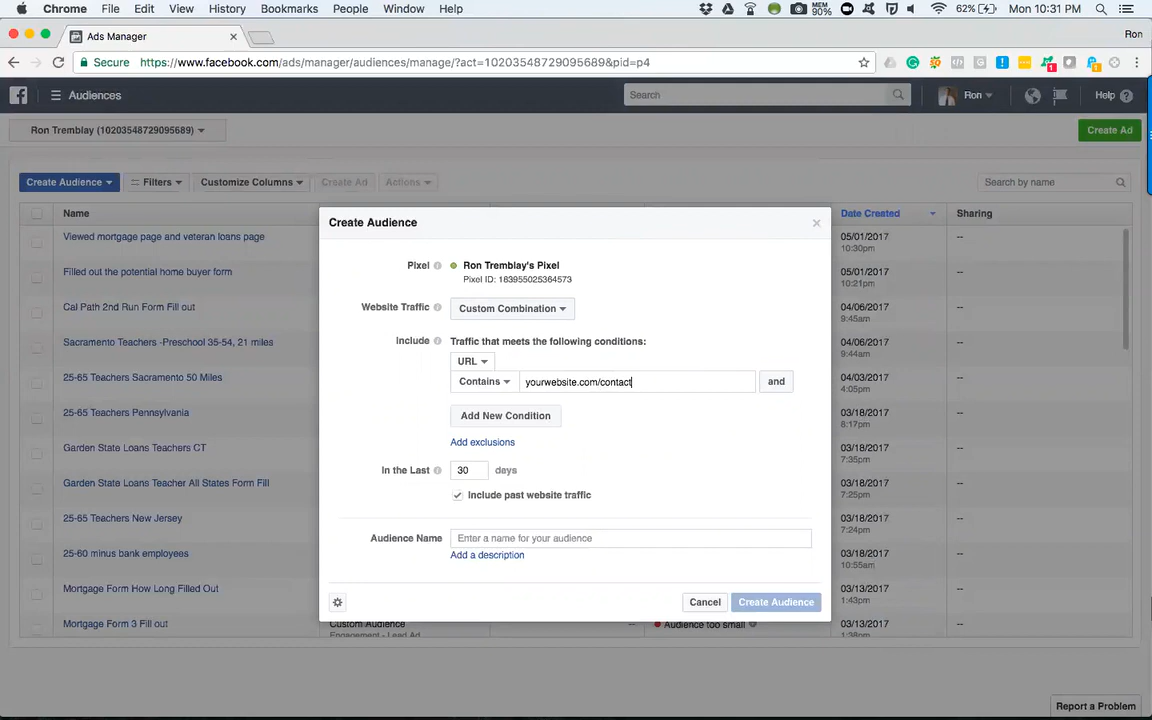 Chrome File Edit View History Bookmarks People Window Help MEM 90% 62% Mon 10:31 PM
Ads Manager Ron
Secure https://www.facebook.com/ads/manager/audiences/manage/?act=10203548729095689&pid=p4
Audiences Search Ron Help
Ron Tremblay (10203548729095689) Create Ad
Create Audience Filters Customize Columns Create Ad Actions Search by name
Name Date Created Sharing
Create Audience
Viewed mortgage page and veteran loans page 05/01/2017 --
10:30pm
Pixel Ron Tremblay's Pixel
Pixel ID: 183955025364573
Filled out the potential home buyer form 05/01/2017 --
10:21pm
Website Traffic Custom Combination
Cal Path 2nd Run Form Fill out 04/06/2017 --
9:45am
Include Traffic that meets the following conditions:
Sacramento Teachers -Preschool 35-54, 21 miles 04/06/2017 --
9:44am
URL
25-65 Teachers Sacramento 50 Miles 04/03/2017 --
4:05pm
Contains yourwebsite.com/contact and
25-65 Teachers Pennsylvania 03/18/2017 --
8:17pm
Add New Condition
Add exclusions
Garden State Loans Teachers CT 03/18/2017 --
7:35pm
In the Last 30 days
Garden State Loans Teacher All States Form Fill 03/18/2017 --
7:25pm
Include past website traffic
25-65 Teachers New Jersey 03/18/2017 --
7:24pm
Audience Name Enter a name for your audience
Add a description
25-60 minus bank employees 03/18/2017 --
10:55am
Mortgage Form How Long Filled Out 03/13/2017 --
1:43pm
Cancel Create Audience
Mortgage Form 3 Fill out Custom Audience -- Audience too small 03/13/2017 --
Engagement - Lead Ad 1:38pm
Report a Problem